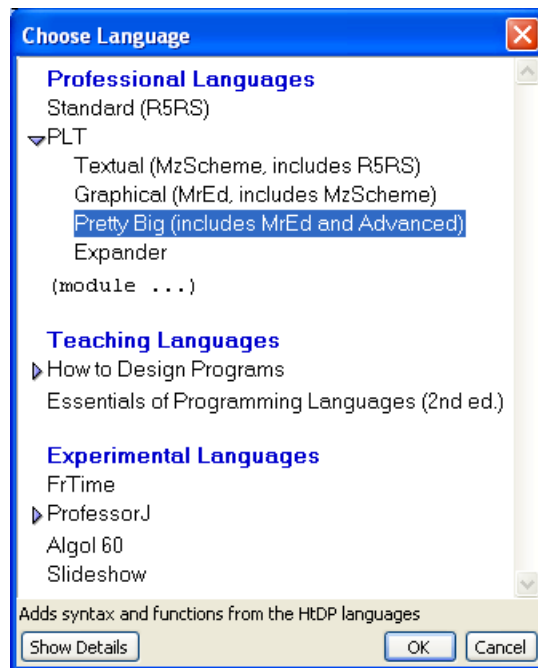 Choose Language
Professional Languages
Standard (R5RS)
PLT
Textual (MzScheme, includes R5RS)
Graphical (MrEd, includes MzScheme)
Pretty Big (includes MrEd and Advanced)
Expander
(module ...)
Teaching Languages
How to Design Programs
Essentials of Programming Languages (2nd ed.)
Experimental Languages
FrTime
ProfessorJ
Algol 60
Slideshow
Adds syntax and functions from the HtDP languages
Show Details OK Cancel